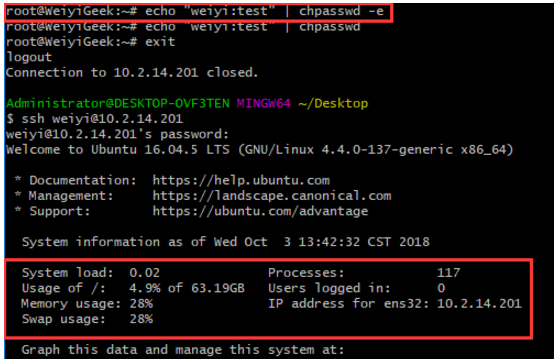 root@WeiyiGeek:~# echo "weiyi:test" | chpasswd -e
root@WeiyiGeek:~# echo "weiyi:test" | chpasswd
root@WeiyiGeek:~# exit
logout
Connection to 10.2.14.201 closed.
Administrator@DESKTOP-OVF3TEN MINGW64 ~/Desktop
$ ssh weiyi@10.2.14.201
weiyi@10.2.14.201's password:
Welcome to Ubuntu 16.04.5 LTS (GNU/Linux 4.4.0-137-generic x86_64)
* Documentation:  https://help.ubuntu.com
* Management:     https://landscape.canonical.com
* Support:        https://ubuntu.com/advantage
System information as of Wed Oct  3 13:42:32 CST 2018
System load:  0.02              Processes:            117
Usage of /:   4.9% of 63.19GB   Users logged in:      0
Memory usage: 28%               IP address for ens32: 10.2.14.201
Swap usage:   28%
Graph this data and manage this system at: